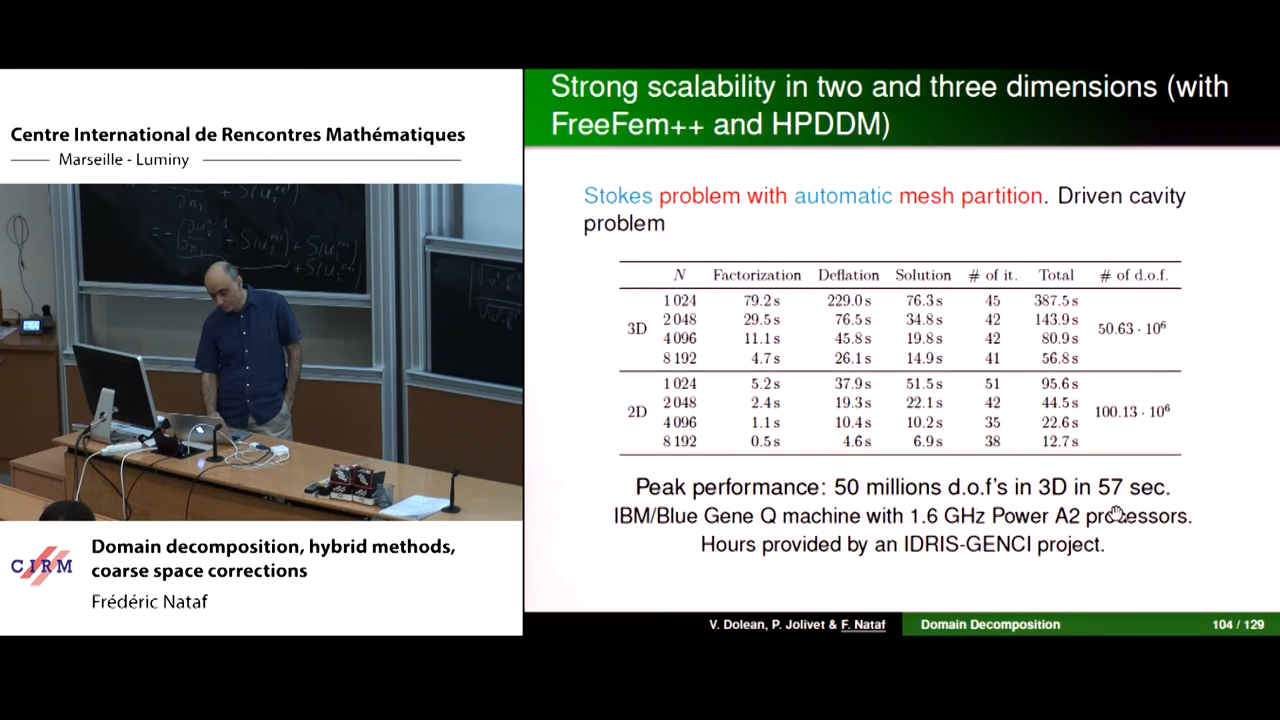 Centre International de Rencontres Mathématiques
Marseille - Luminy
CIRM
Domain decomposition, hybrid methods,
coarse space corrections
Frédéric Nataf
Strong scalability in two and three dimensions (with
FreeFem++ and HPDDM)
Stokes problem with automatic mesh partition. Driven cavity
problem
N Factorization Deflation Solution # of it. Total # of d.o.f.
3D
1 024 79.2 s 229.0 s 76.3 s 45 387.5 s
2 048 29.5 s 76.5 s 34.8 s 42 143.9 s
4 096 11.1 s 45.8 s 19.8 s 42 80.9 s
8 192 4.7 s 26.1 s 14.9 s 41 56.8 s
50.63 · 10⁶
2D
1 024 5.2 s 37.9 s 51.5 s 51 95.6 s
2 048 2.4 s 19.3 s 22.1 s 42 44.5 s
4 096 1.1 s 10.4 s 10.2 s 35 22.6 s
8 192 0.5 s 4.6 s 6.9 s 38 12.7 s
100.13 · 10⁶
Peak performance: 50 millions d.o.f's in 3D in 57 sec.
IBM/Blue Gene Q machine with 1.6 GHz Power A2 processors.
Hours provided by an IDRIS-GENCI project.
V. Dolean, P. Jolivet & F. Nataf
Domain Decomposition
104 / 129